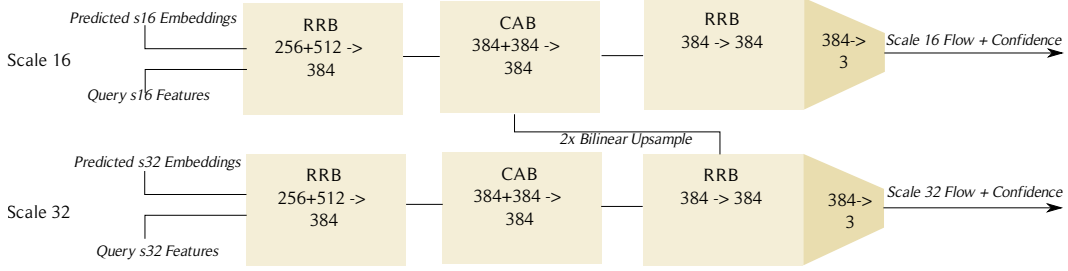 Predicted s16 Embeddings
Scale 16
Query s16 Features
RRB
256+512 ->
384
CAB
384+384 ->
384
RRB
384 -> 384
384->
3
Scale 16 Flow + Confidence
2x Bilinear Upsample
Predicted s32 Embeddings
Scale 32
Query s32 Features
RRB
256+512 ->
384
CAB
384+384 ->
384
RRB
384 -> 384
384->
3
Scale 32 Flow + Confidence